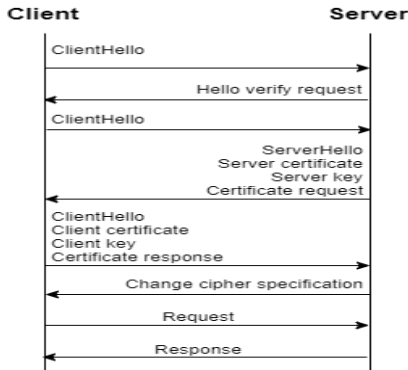 Client Server
ClientHello
Hello verify request
ClientHello
ServerHello
Server certificate
Server key
Certificate request
ClientHello
Client certificate
Client key
Certificate response
Change cipher specification
Request
Response